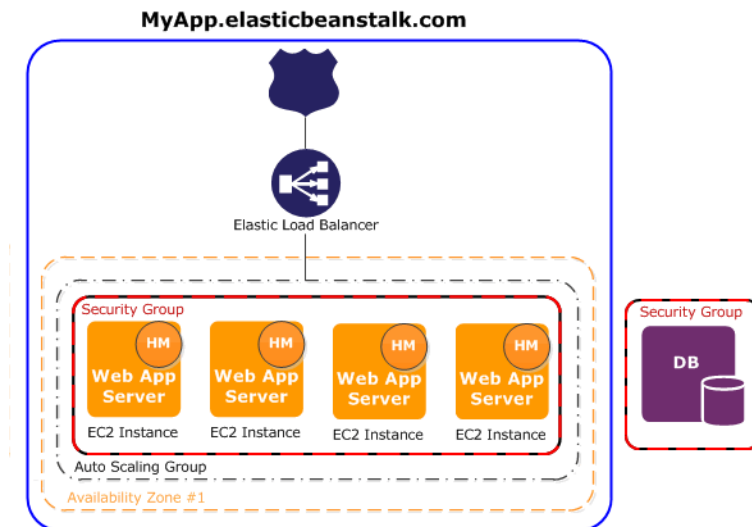 MyApp.elasticbeanstalk.com
Elastic Load Balancer
Security Group
HM
Web App
Server
EC2 Instance
HM
Web App
Server
EC2 Instance
HM
Web App
Server
EC2 Instance
HM
Web App
Server
EC2 Instance
Auto Scaling Group
Availability Zone #1
Security Group
DB